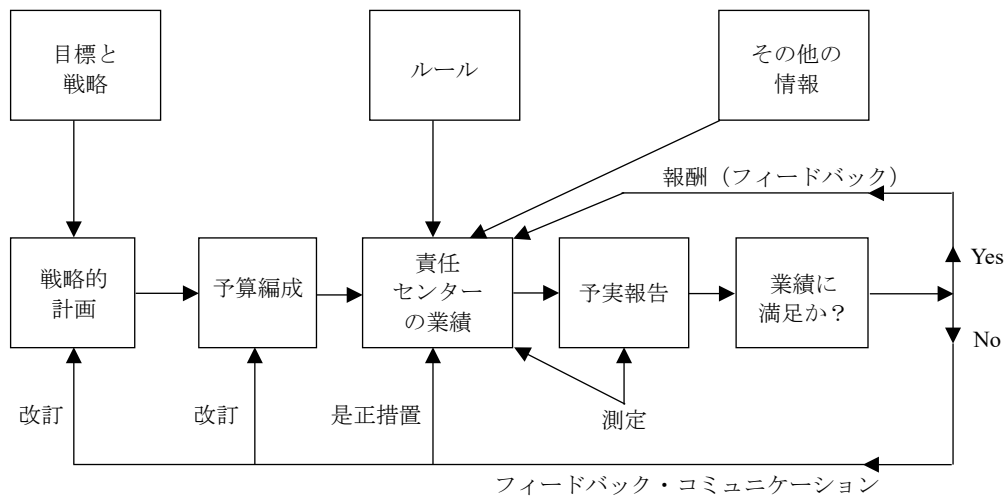 目標と
戦略
ルール
その他の
情報
報酬（フィードバック）
戦略的
計画
予算編成
責任
センター
の業績
予実報告
業績に
満足か？
Yes
No
改訂
改訂
是正措置
測定
フィードバック・コミュニケーション